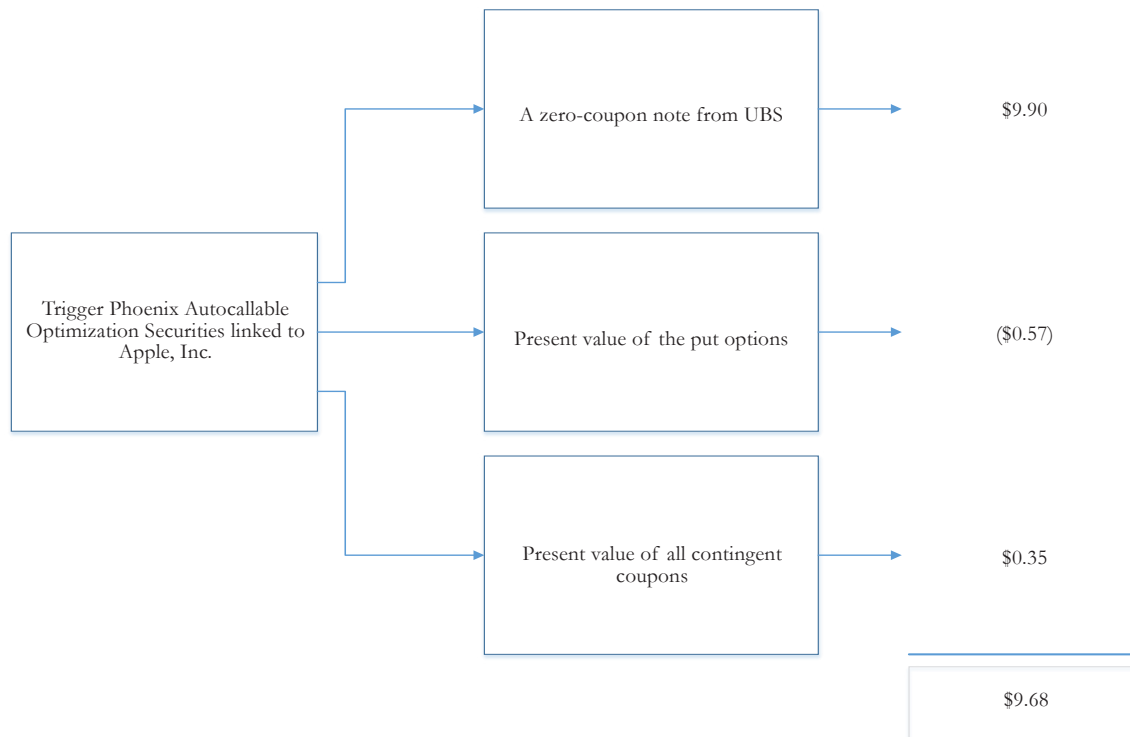 A zero-coupon note from UBS
$9.90
Trigger Phoenix Autocallable
Optimization Securities linked to
Apple, Inc.
Present value of the put options
($0.57)
Present value of all contingent
coupons
$0.35
$9.68